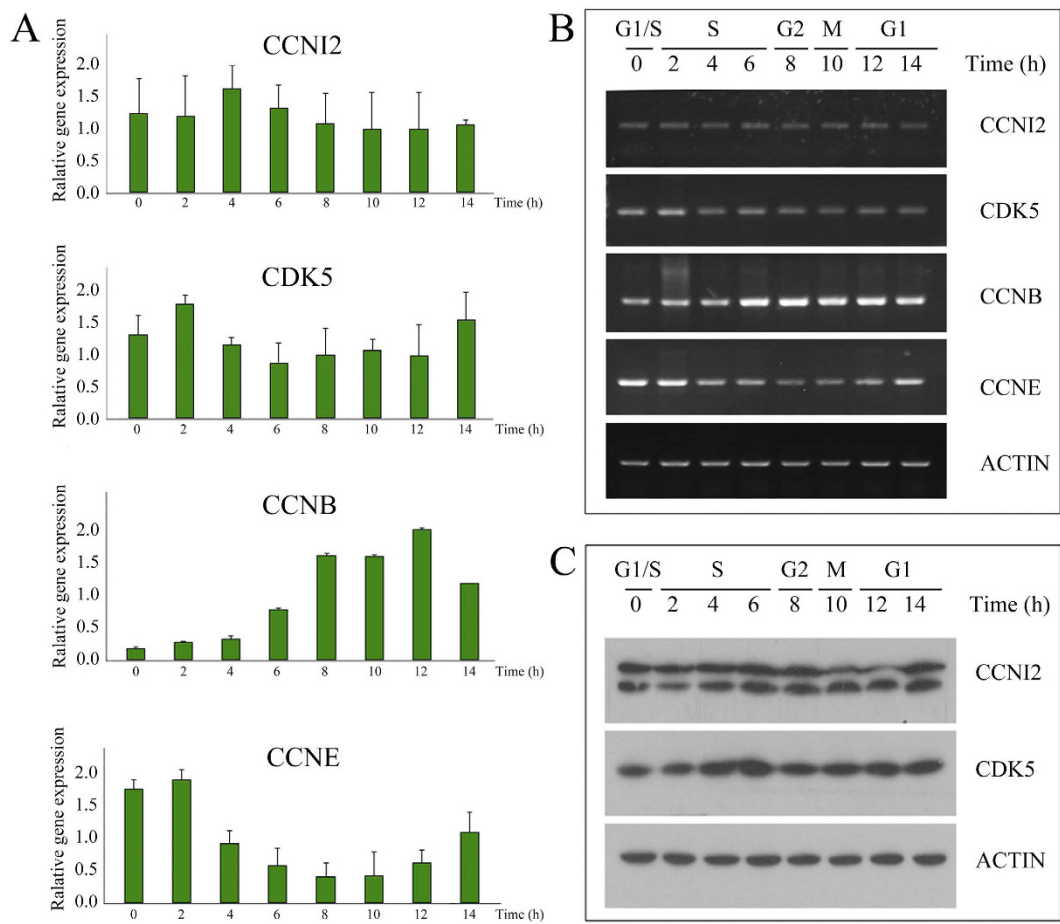 A
CCNI2
Ralative gene expression
2.0
1.5
1.0
0.5
0.0
0 2 4 6 8 10 12 14 Time (h)
CDK5
Ralative gene expression
2.0
1.5
1.0
0.5
0.0
0 2 4 6 8 10 12 14 Time (h)
CCNB
Ralative gene expression
2.0
1.5
1.0
0.5
0.0
0 2 4 6 8 10 12 14 Time (h)
CCNE
Ralative gene expression
2.0
1.5
1.0
0.5
0.0
0 2 4 6 8 10 12 14 Time (h)
B
G1/S S G2 M G1
0 2 4 6 8 10 12 14 Time (h)
CCNI2
CDK5
CCNB
CCNE
ACTIN
C
G1/S S G2 M G1
0 2 4 6 8 10 12 14 Time (h)
CCNI2
CDK5
ACTIN